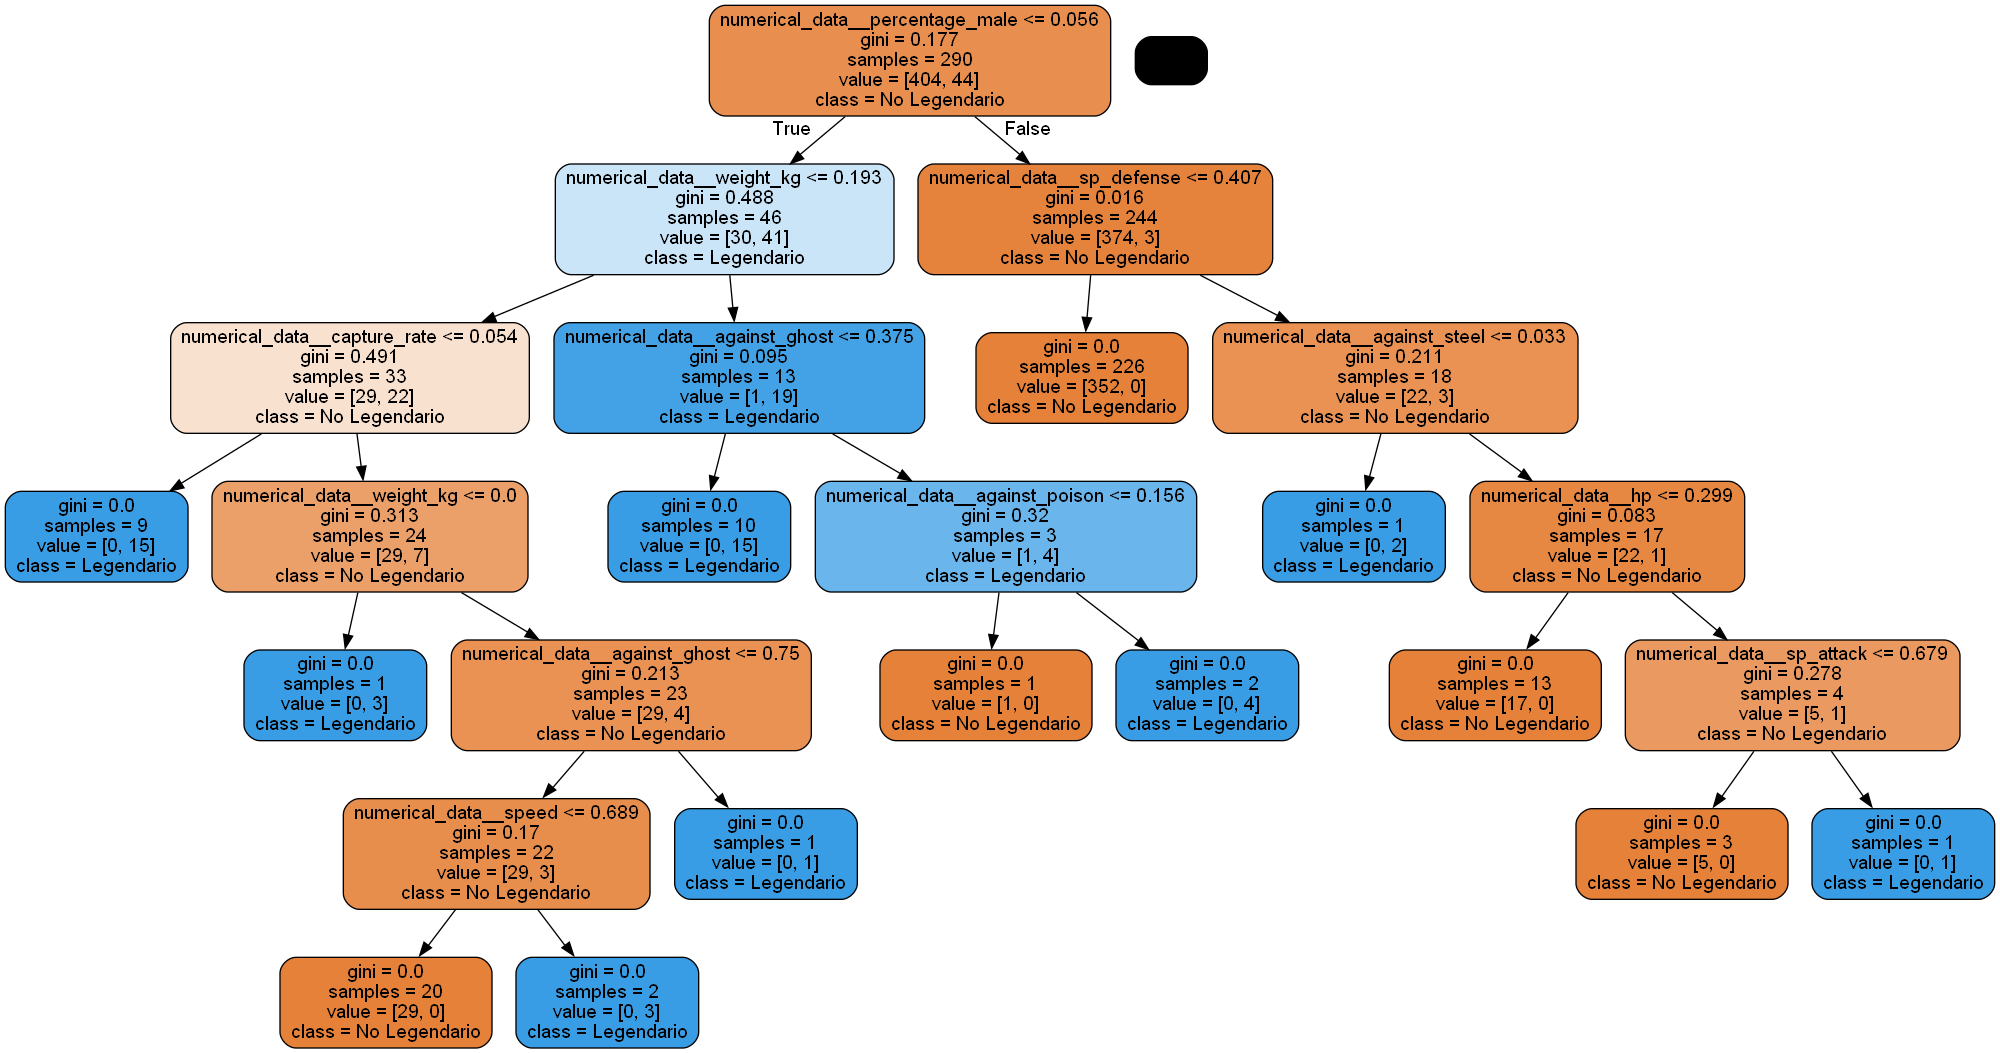 numerical_data__percentage_male <= 0.056
gini = 0.177
samples = 290
value = [404, 44]
class = No Legendario
True
False
numerical_data__weight_kg <= 0.193
gini = 0.488
samples = 46
value = [30, 41]
class = Legendario
numerical_data__sp_defense <= 0.407
gini = 0.016
samples = 244
value = [374, 3]
class = No Legendario
numerical_data__capture_rate <= 0.054
gini = 0.491
samples = 33
value = [29, 22]
class = No Legendario
numerical_data__against_ghost <= 0.375
gini = 0.095
samples = 13
value = [1, 19]
class = Legendario
gini = 0.0
samples = 226
value = [352, 0]
class = No Legendario
numerical_data__against_steel <= 0.033
gini = 0.211
samples = 18
value = [22, 3]
class = No Legendario
gini = 0.0
samples = 9
value = [0, 15]
class = Legendario
numerical_data__weight_kg <= 0.0
gini = 0.313
samples = 24
value = [29, 7]
class = No Legendario
gini = 0.0
samples = 10
value = [0, 15]
class = Legendario
numerical_data__against_poison <= 0.156
gini = 0.32
samples = 3
value = [1, 4]
class = Legendario
gini = 0.0
samples = 1
value = [0, 2]
class = Legendario
numerical_data__hp <= 0.299
gini = 0.083
samples = 17
value = [22, 1]
class = No Legendario
gini = 0.0
samples = 1
value = [0, 3]
class = Legendario
numerical_data__against_ghost <= 0.75
gini = 0.213
samples = 23
value = [29, 4]
class = No Legendario
gini = 0.0
samples = 1
value = [1, 0]
class = No Legendario
gini = 0.0
samples = 2
value = [0, 4]
class = Legendario
gini = 0.0
samples = 13
value = [17, 0]
class = No Legendario
numerical_data__sp_attack <= 0.679
gini = 0.278
samples = 4
value = [5, 1]
class = No Legendario
numerical_data__speed <= 0.689
gini = 0.17
samples = 22
value = [29, 3]
class = No Legendario
gini = 0.0
samples = 1
value = [0, 1]
class = Legendario
gini = 0.0
samples = 3
value = [5, 0]
class = No Legendario
gini = 0.0
samples = 1
value = [0, 1]
class = Legendario
gini = 0.0
samples = 20
value = [29, 0]
class = No Legendario
gini = 0.0
samples = 2
value = [0, 3]
class = Legendario